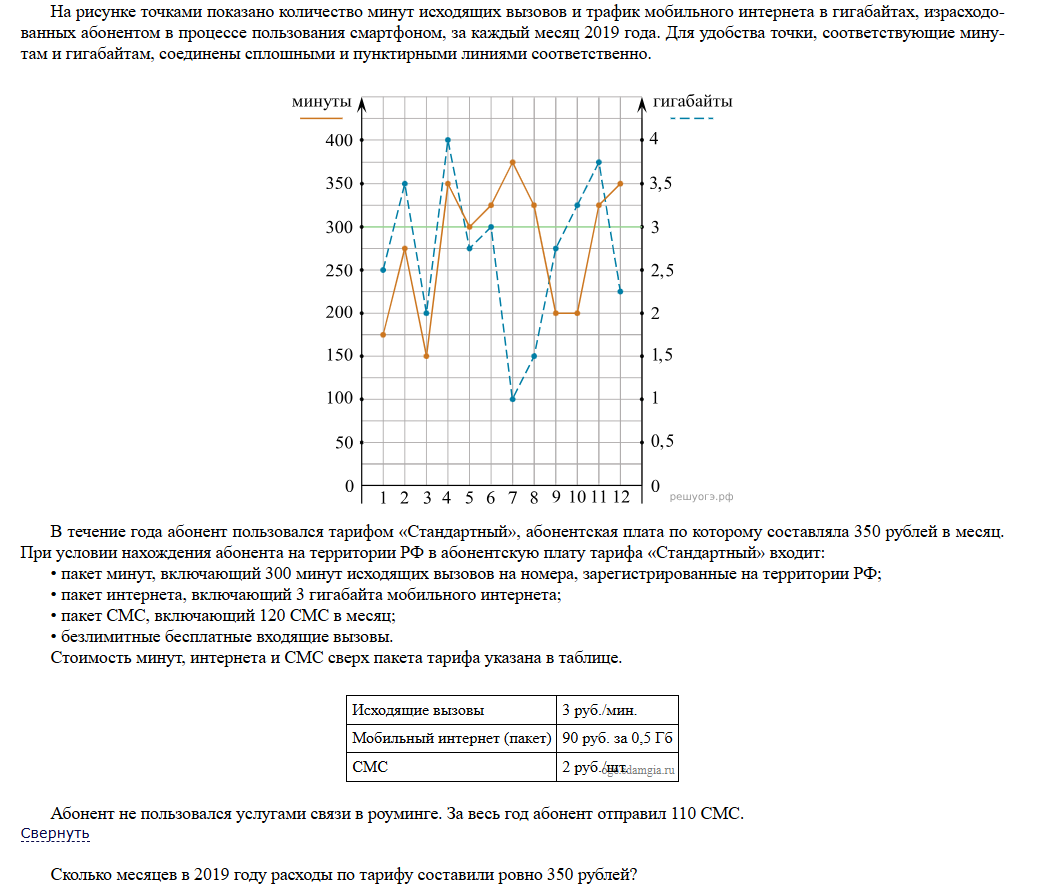 На рисунке точками показано количество минут исходящих вызовов и трафик мобильного интернета в гигабайтах, израсходо-
ванных абонентом в процессе пользования смартфоном, за каждый месяц 2019 года. Для удобства точки, соответствующие мину-
там и гигабайтам, соединены сплошными и пунктирными линиями соответственно.
минуты гигабайты
400 4
350 3,5
300 3
250 2,5
200 2
150 1,5
100 1
50 0,5
0 0
1 2 3 4 5 6 7 8 9 10 11 12 решуогэ.рф
В течение года абонент пользовался тарифом «Стандартный», абонентская плата по которому составляла 350 рублей в месяц.
При условии нахождения абонента на территории РФ в абонентскую плату тарифа «Стандартный» входит:
• пакет минут, включающий 300 минут исходящих вызовов на номера, зарегистрированные на территории РФ;
• пакет интернета, включающий 3 гигабайта мобильного интернета;
• пакет СМС, включающий 120 СМС в месяц;
• безлимитные бесплатные входящие вызовы.
Стоимость минут, интернета и СМС сверх пакета тарифа указана в таблице.
Исходящие вызовы 3 руб./мин.
Мобильный интернет (пакет) 90 руб. за 0,5 Гб
СМС 2 руб./шт.
Абонент не пользовался услугами связи в роуминге. За весь год абонент отправил 110 СМС.
Свернуть
Сколько месяцев в 2019 году расходы по тарифу составили ровно 350 рублей?